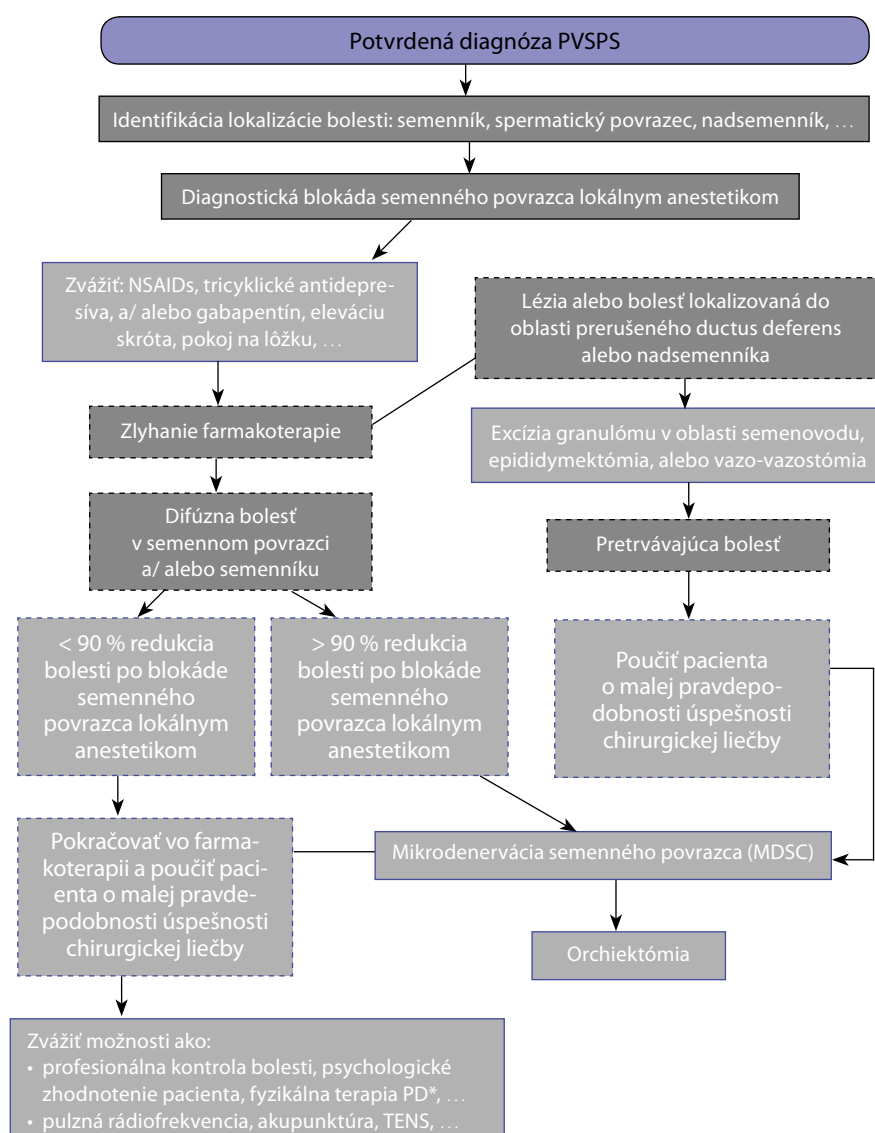 Potvrdená diagnóza PVSPS
Identifikácia lokalizácie bolesti: semenník, spermatický povrazec, nadsemenník, …
Diagnostická blokáda semenného povrazca lokálnym anestetikom
Zvážiť: NSAIDs, tricyklické antidepre-
síva, a/ alebo gabapentín, eleváciu
skróta, pokoj na lôžku, …
Lézia alebo bolesť lokalizovaná do
oblasti prerušeného ductus deferens
alebo nadsemenníka
Zlyhanie farmakoterapie
Excízia granulómu v oblasti semenovodu,
epididymektómia, alebo vazo-vazostómia
Difúzna bolesť
v semennom povrazci
a/ alebo semenníku
Pretrvávajúca bolesť
< 90 % redukcia
bolesti po blokáde
semenného
povrazca lokálnym
anestetikom
> 90 % redukcia
bolesti po blokáde
semenného
povrazca lokálnym
anestetikom
Poučiť pacienta
o malej pravdepo-
dobnosti úspešnosti
chirurgickej liečby
Pokračovať vo farma-
koterapii a poučiť paci-
enta o malej pravde-
podobnosti úspešnosti
chirurgickej liečby
Mikrodenervácia semenného povrazca (MDSC)
Orchiektómia
Zvážiť možnosti ako:
• profesionálna kontrola bolesti, psychologické
zhodnotenie pacienta, fyzikálna terapia PD*, …
• pulzná rádiofrekvencia, akupunktúra, TENS, …